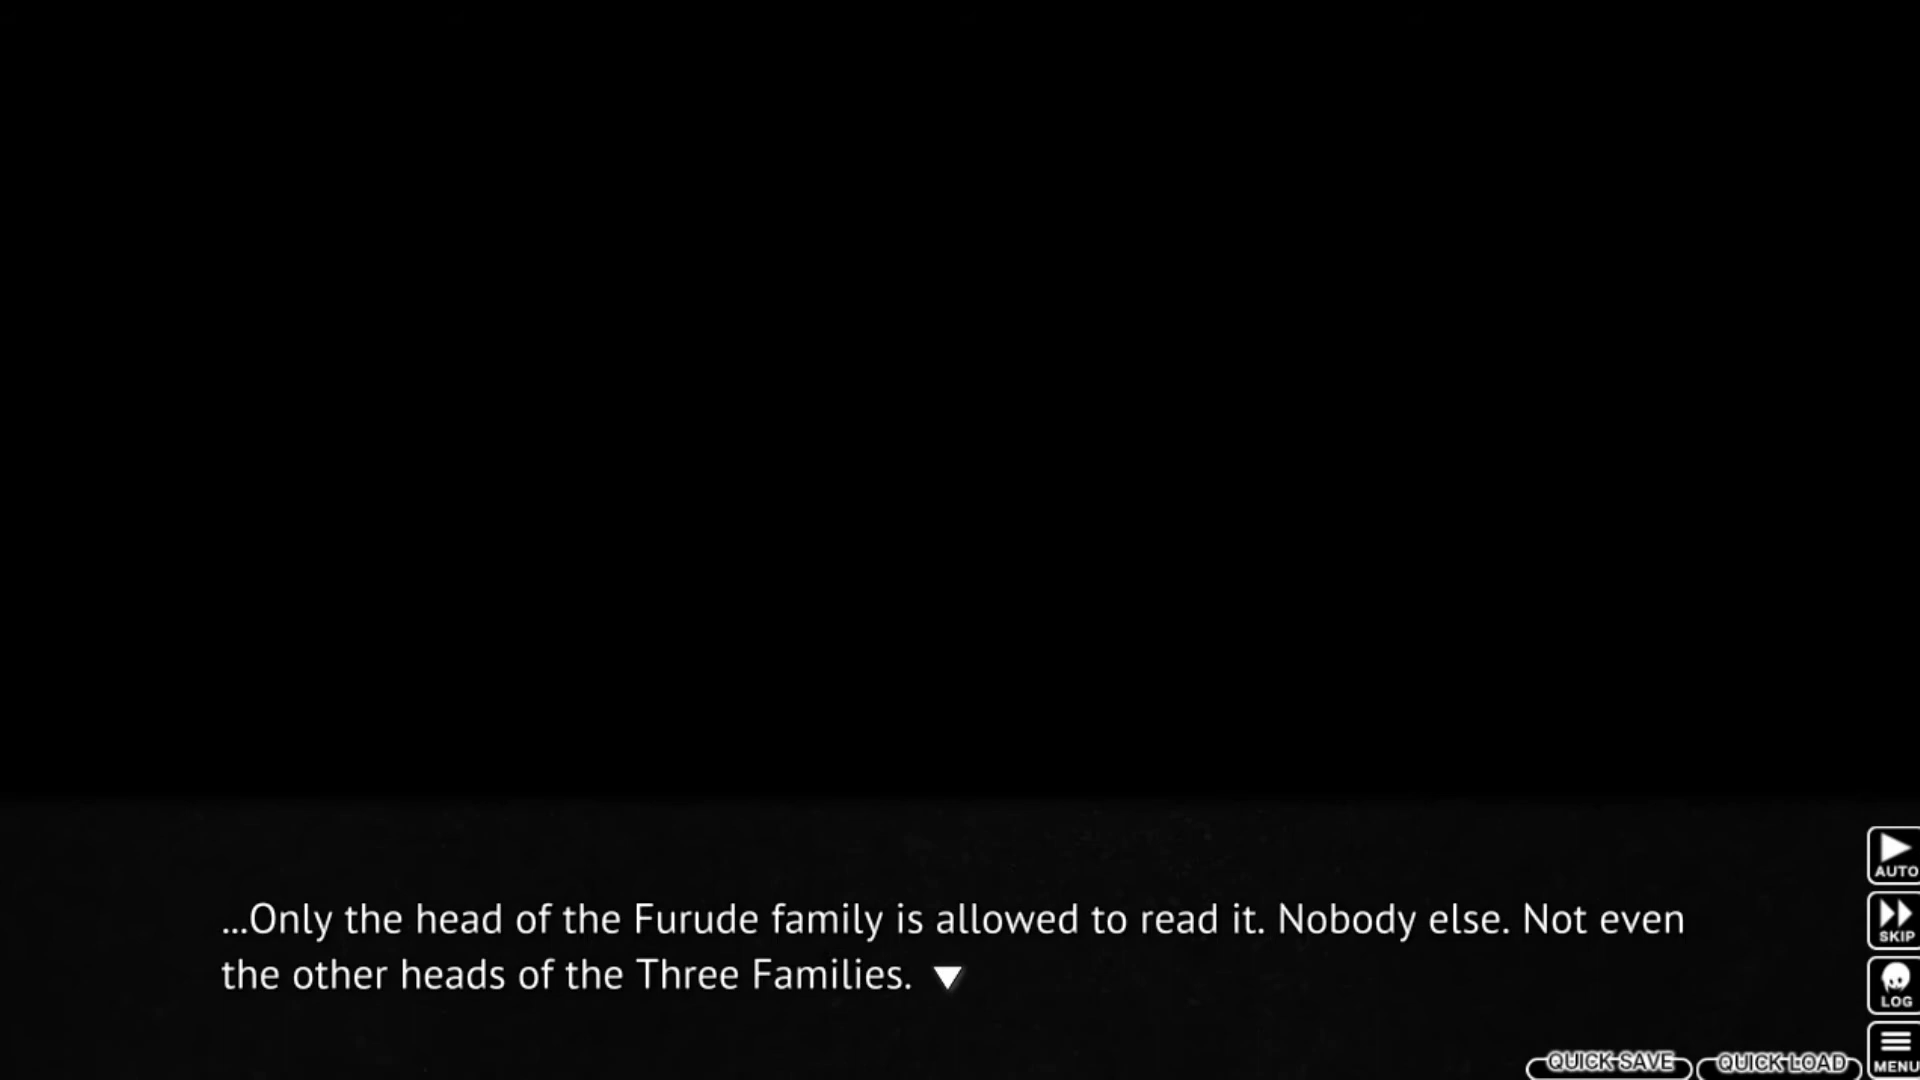 ...Only the head of the Furude family is allowed to read it. Nobody else. Not even
the other heads of the Three Families.
AUTO
SKIP
LOG
MENU
QUICK SAVE
QUICK LOAD